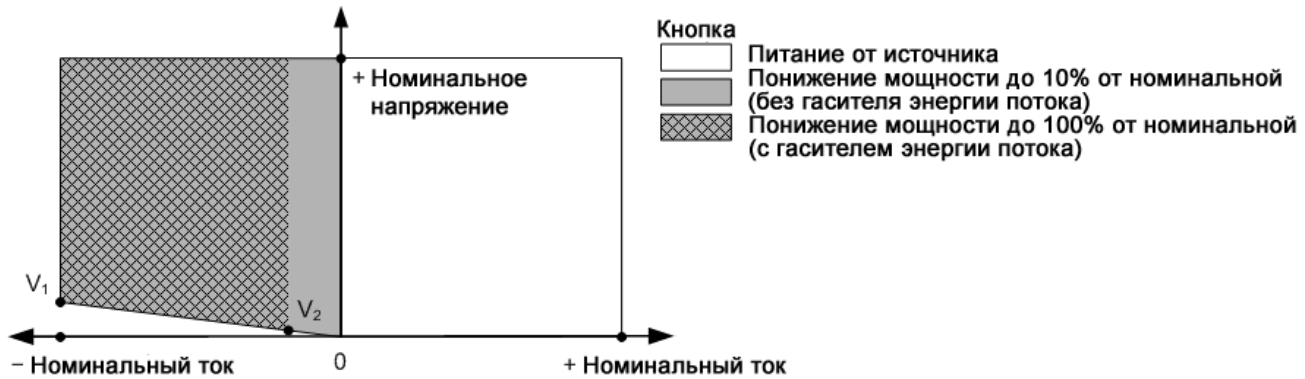 Кнопка
Питание от источника
Понижение мощности до 10% от номинальной
(без гасителя энергии потока)
Понижение мощности до 100% от номинальной
(с гасителем энергии потока)
+ Номинальное
напряжение
V1
V2
− Номинальный ток
0
+ Номинальный ток